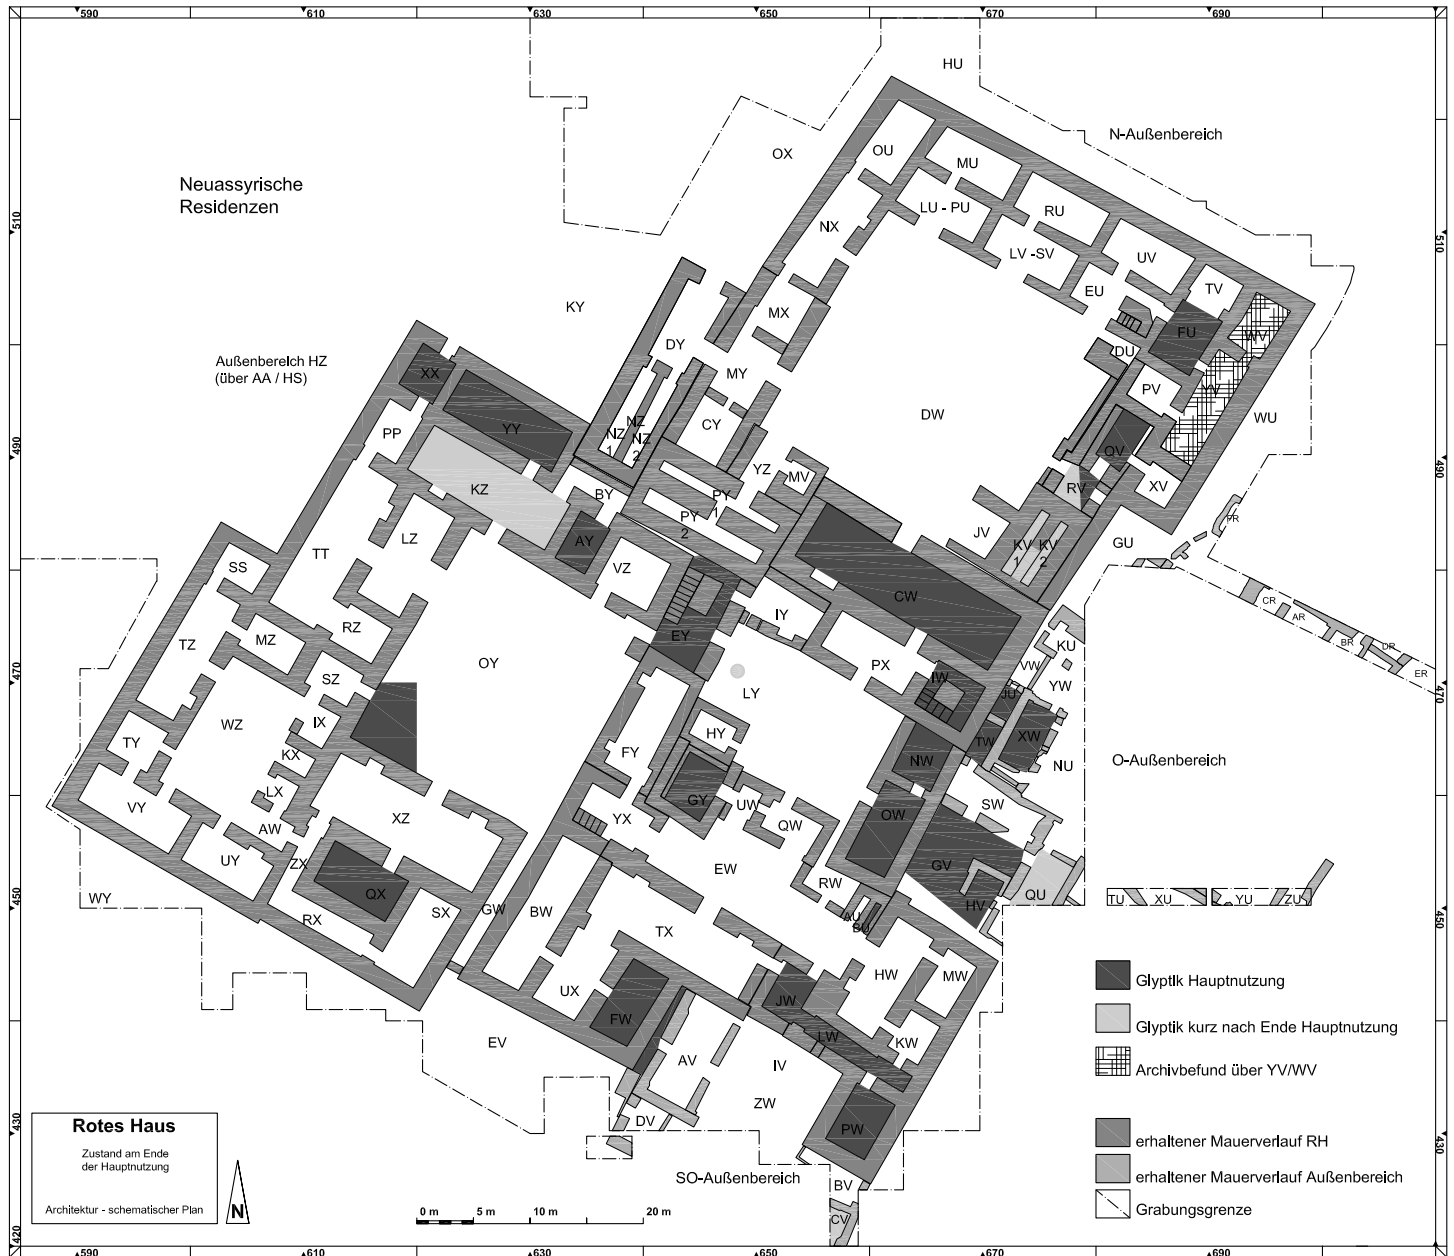 590 610 630 650 670 690
HU
N-Außenbereich
OX
OU
MU
Neuassyrische
Residenzen
LU - PU
RU
510
NX
LV -SV
UV
510
EU
TV
KY
MX
FU
WV
DY
DU
Außenbereich HZ
(über AA / HS)
MY
XX
PV
YV
DW
WU
PP
YY
NZ
1
NZ
2
CY
OV
490
490
KZ
BY
YZ
MV
RV
XV
PY
1
PY
2
FR
LZ
AY
JV
KV
1
KV
2
GU
TT
VZ
SS
CW
CR
AR
BR
DR
ER
IY
RZ
MZ
EY
KU
TZ
OY
PX
VW
470
SZ
IW
YW
470
LY
JU
IX
WZ
HY
TW
XW
TY
KX
FY
NW
NU
O-Außenbereich
LX
GY
UW
SW
VY
AW
XZ
YX
QW
OW
UY
ZX
EW
GV
RW
QX
QU
WY
RX
SX
GW
BW
AU
BU
HV
TU
XU
YU
ZU
450
450
TX
HW
MW
UX
FW
JW
Glyptik Hauptnutzung
LW
KW
Glyptik kurz nach Ende Hauptnutzung
EV
AV
IV
Archivbefund über YV/WV
ZW
DV
PW
Rotes Haus
430
430
erhaltener Mauerverlauf RH
Zustand am Ende
der Hauptnutzung
SO-Außenbereich
erhaltener Mauerverlauf Außenbereich
BV
Architektur - schematischer Plan
N
0 m 5 m 10 m 20 m
CV
Grabungsgrenze
420
420
590 610 630 650 670 690